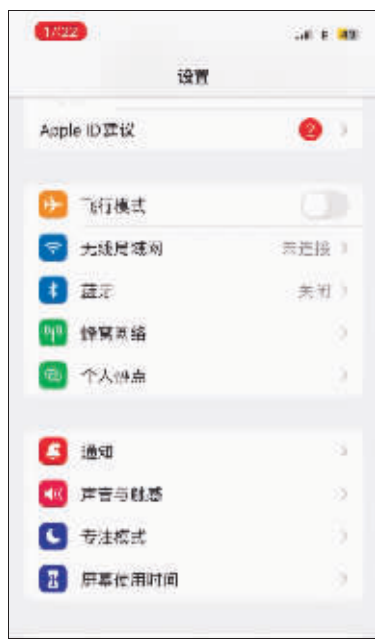 17:22
设置
Apple ID建议
2
飞行模式
无线局域网
未连接
蓝牙
关闭
蜂窝网络
个人热点
通知
声音与触感
专注模式
屏幕使用时间